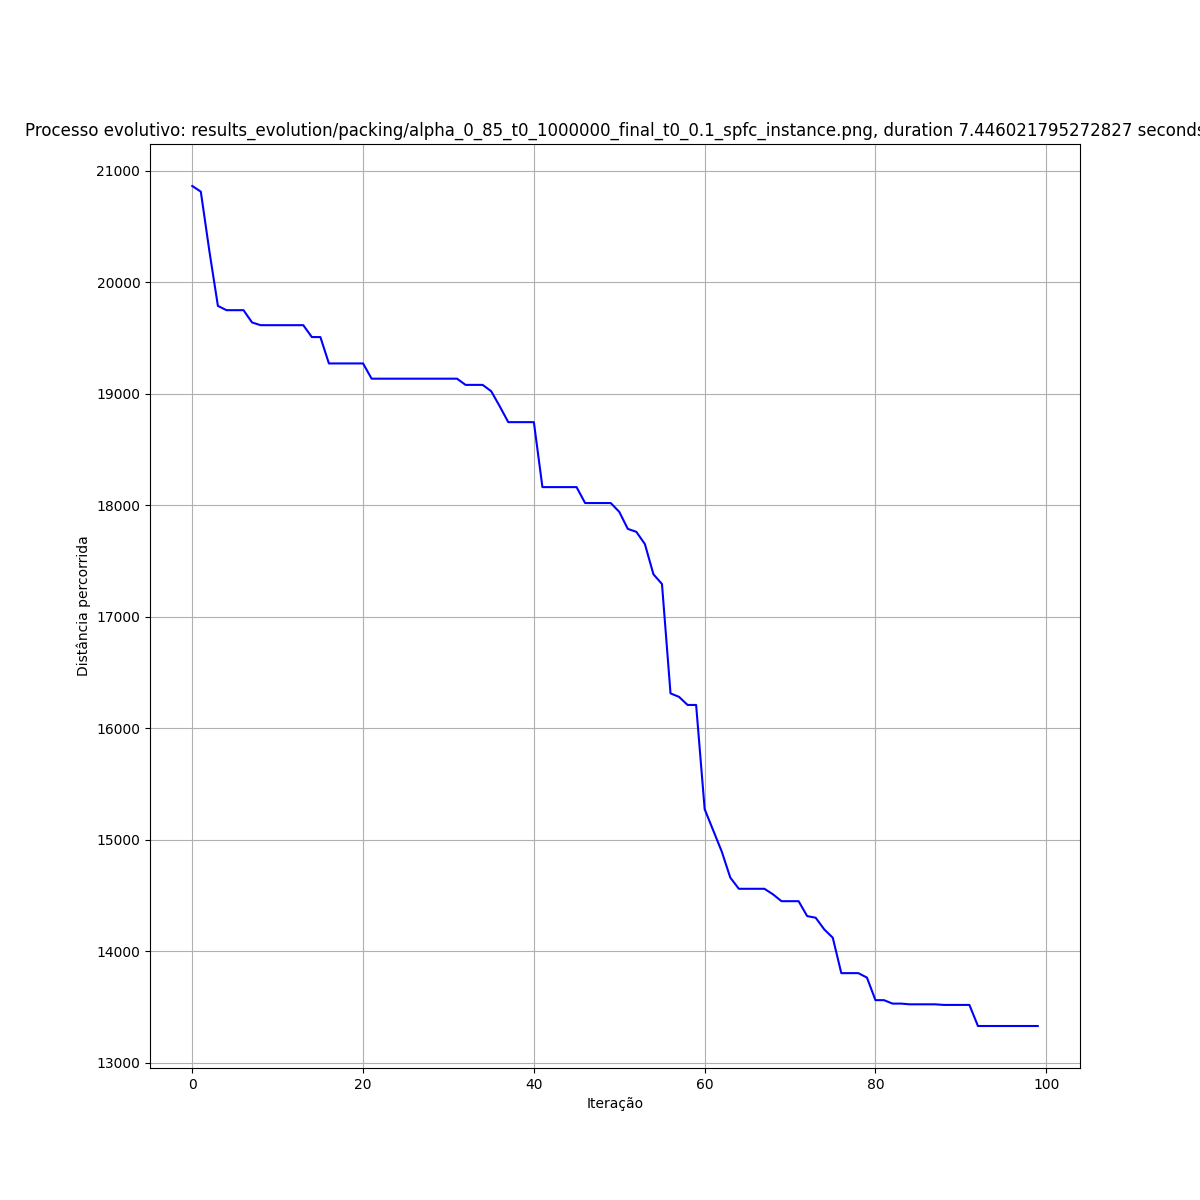 Processo evolutivo: results_evolution/packing/alpha_0_85_t0_1000000_final_t0_0.1_spfc_instance.png, duration 7.446021795272827 seconds
21000
20000
19000
18000
17000
16000
15000
14000
13000
Distância percorrida
0 20 40 60 80 100
Iteração